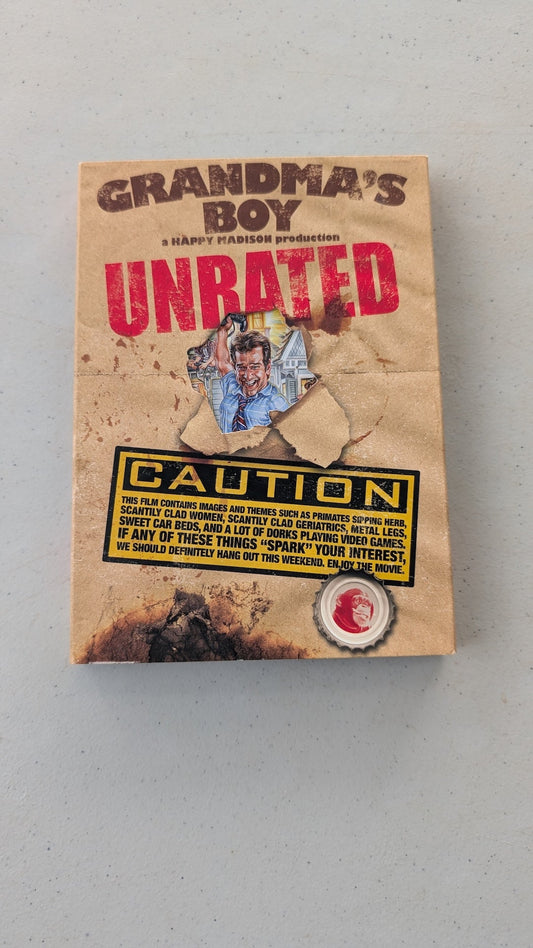 GRANDMA'S
BOY
a HAPPY MADISON production
UNRATED
CAUTION
THIS FILM CONTAINS IMAGES AND THEMES SUCH AS PRIMATES SIPPING HERB,
SCANTILY CLAD WOMEN, SCANTILY CLAD GERIATRICS, METAL LEGS,
SWEET CAR BEDS, AND A LOT OF DORKS PLAYING VIDEO GAMES.
IF ANY OF THESE THINGS "SPARK" YOUR INTEREST,
WE SHOULD DEFINITELY HANG OUT THIS WEEKEND. ENJOY THE MOVIE.